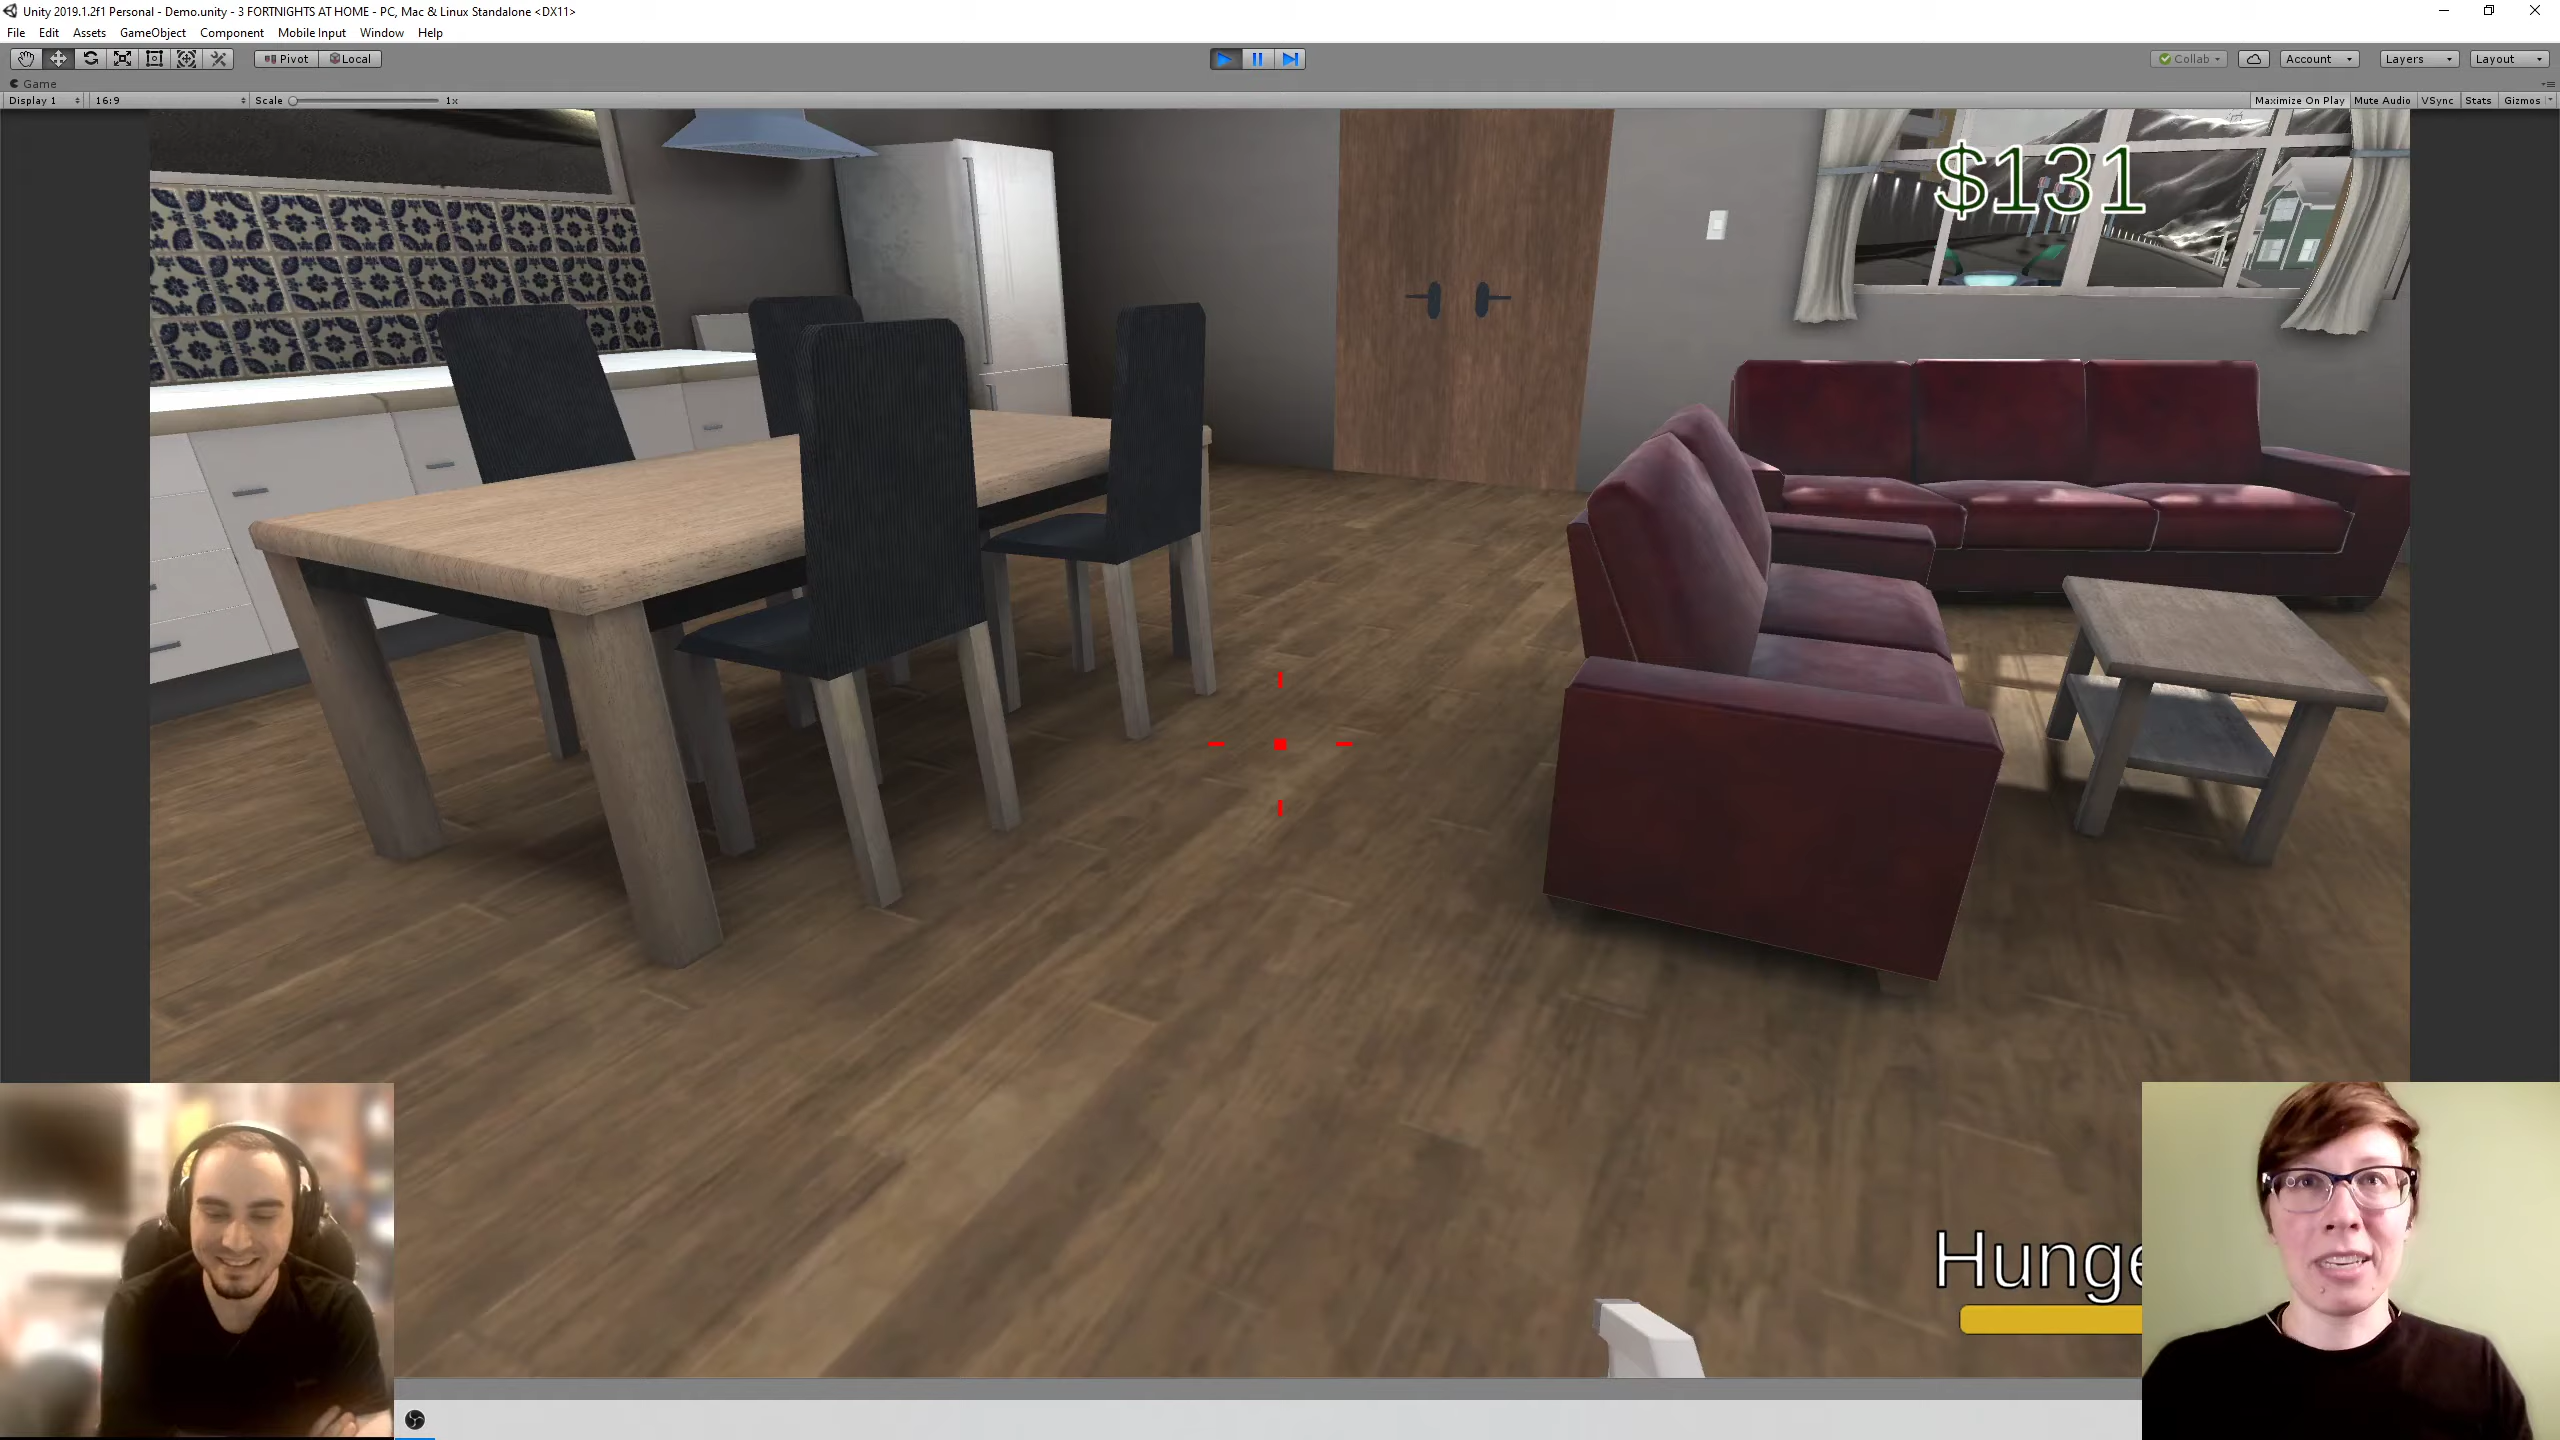 Unity 2019.1.2f1 Personal - Demo.unity - 3 FORTNIGHTS AT HOME - PC, Mac & Linux Standalone <DX11>
File Edit Assets GameObject Component Mobile Input Window Help
Pivot Local Collab Account Layers Layout
Game
Display 1 16:9 Scale 1x Maximize On Play Mute Audio VSync Stats Gizmos
$131
Hunge